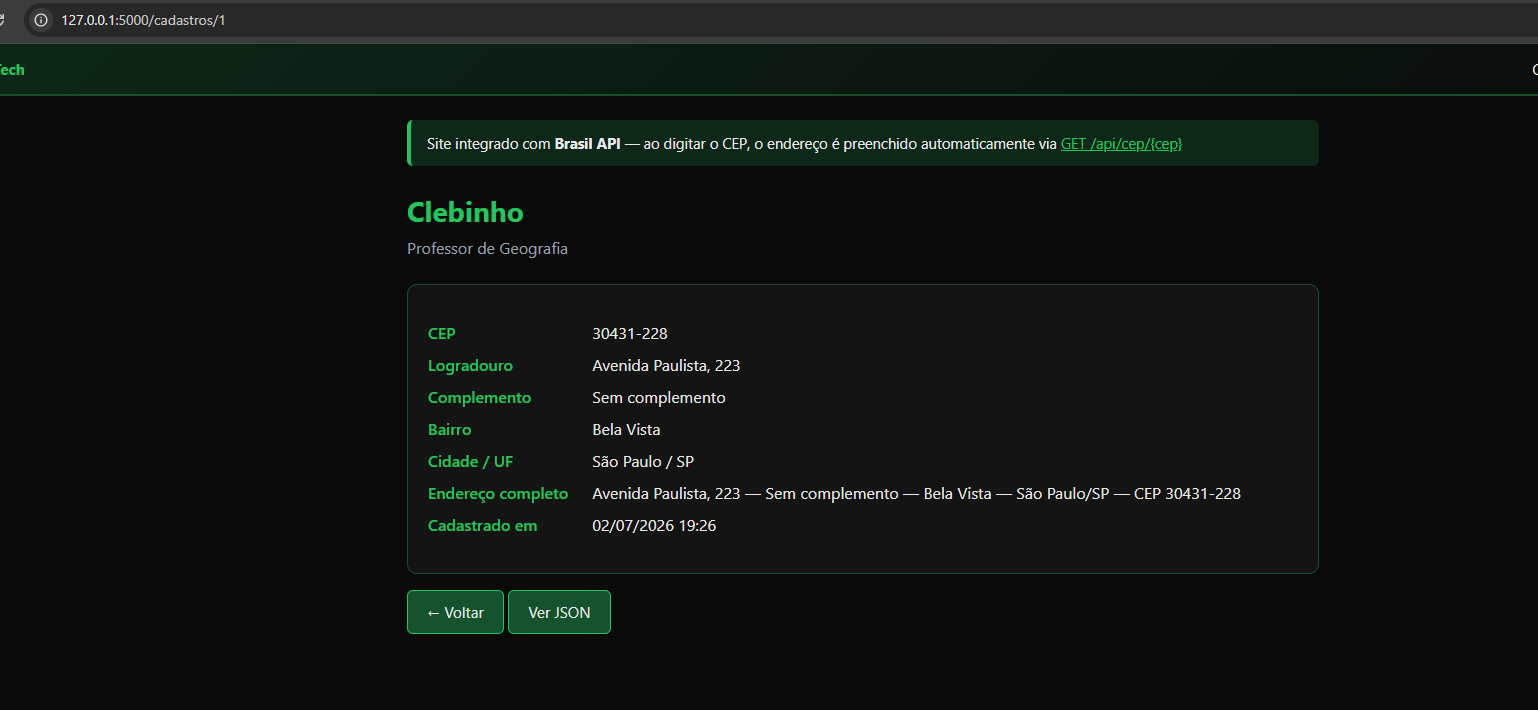 127.0.0.1:5000/cadastros/1
ech
Site integrado com Brasil API — ao digitar o CEP, o endereço é preenchido automaticamente via GET /api/cep/{cep}
Clebinho
Professor de Geografia
CEP 30431-228
Logradouro Avenida Paulista, 223
Complemento Sem complemento
Bairro Bela Vista
Cidade / UF São Paulo / SP
Endereço completo Avenida Paulista, 223 — Sem complemento — Bela Vista — São Paulo/SP — CEP 30431-228
Cadastrado em 02/07/2026 19:26
← Voltar Ver JSON